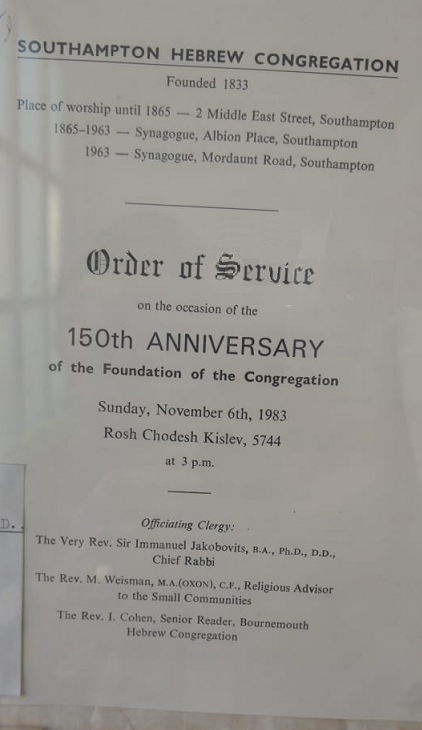 SOUTHAMPTON HEBREW CONGREGATION
Founded 1833
Place of worship until 1865 — 2 Middle East Street, Southampton
1865–1963 — Synagogue, Albion Place, Southampton
1963 — Synagogue, Mordaunt Road, Southampton
Order of Service
on the occasion of the
150th ANNIVERSARY
of the Foundation of the Congregation
Sunday, November 6th, 1983
Rosh Chodesh Kislev, 5744
at 3 p.m.
D.
Officiating Clergy:
The Very Rev. Sir Immanuel Jakobovits, B.A., Ph.D., D.D.,
Chief Rabbi
The Rev. M. Weisman, M.A.(OXON), C.F., Religious Advisor
to the Small Communities
The Rev. I. Cohen, Senior Reader, Bournemouth
Hebrew Congregation